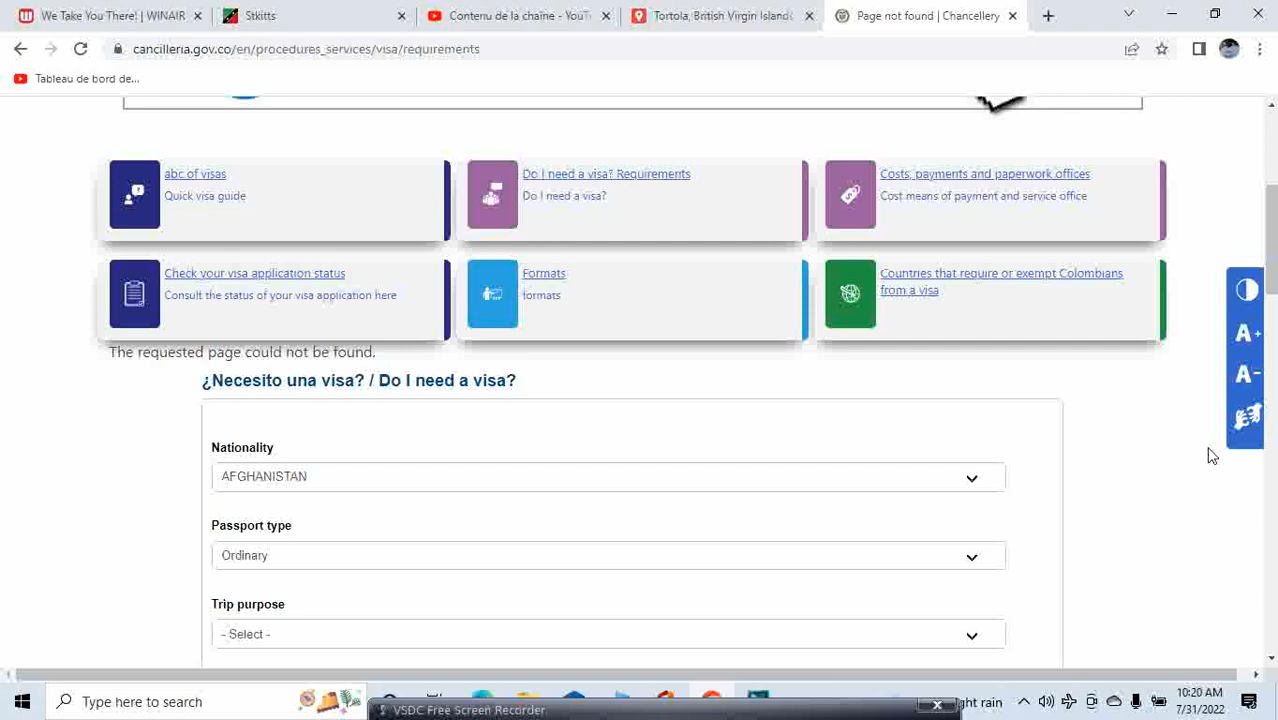 We Take You There! | WINAIR
Stkitts
Contenu de la chaîne - YouT
Tortola, British Virgin Islands
Page not found | Chancellery
cancilleria.gov.co/en/procedures_services/visa/requirements
Tableau de bord de...
abc of visas
Quick visa guide
Do I need a visa? Requirements
Do I need a visa?
Costs, payments and paperwork offices
Cost means of payment and service office
Check your visa application status
Consult the status of your visa application here
Formats
formats
Countries that require or exempt Colombians
from a visa
A+
A-
The requested page could not be found.
¿Necesito una visa? / Do I need a visa?
Nationality
AFGHANISTAN
Passport type
Ordinary
Trip purpose
- Select -
Type here to search
VSDC Free Screen Recorder
ght rain
10:20 AM
7/31/2022